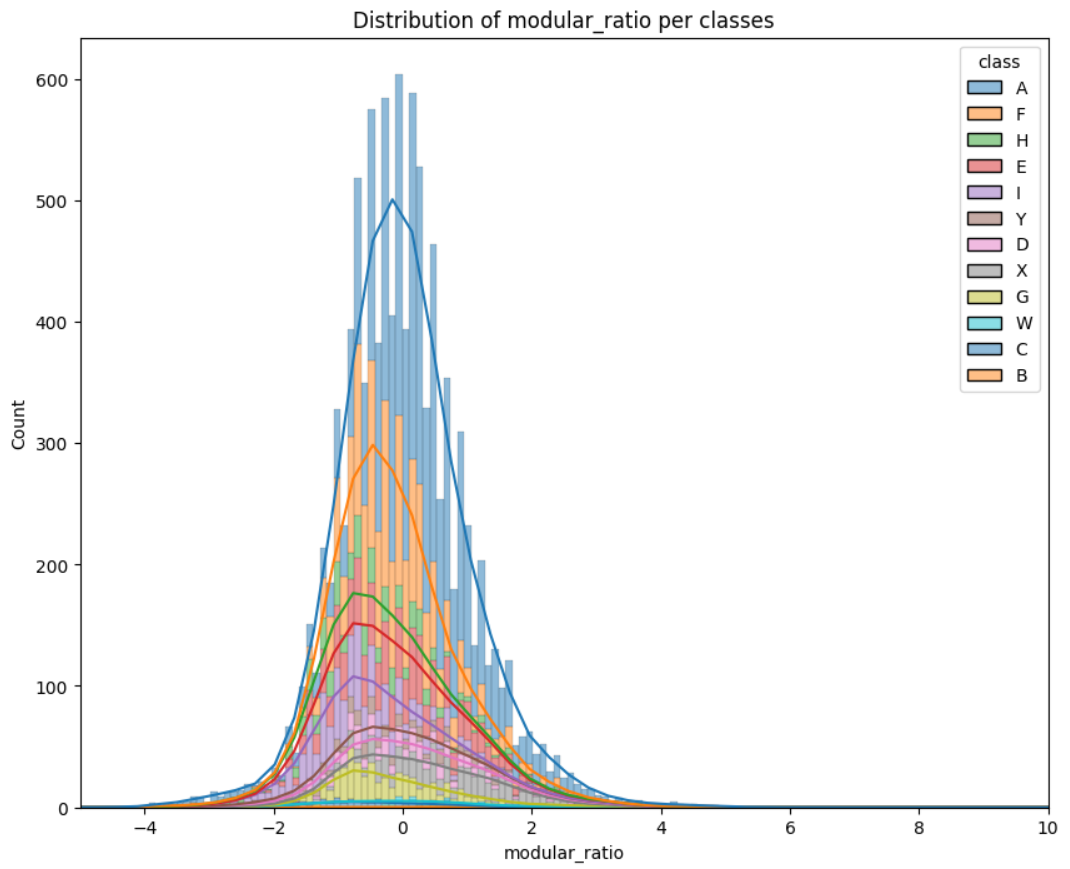 Distribution of modular_ratio per classes
600
500
400
300
200
100
0
Count
−4
−2
0
2
4
6
8
10
modular_ratio
class
A
F
H
E
I
Y
D
X
G
W
C
B